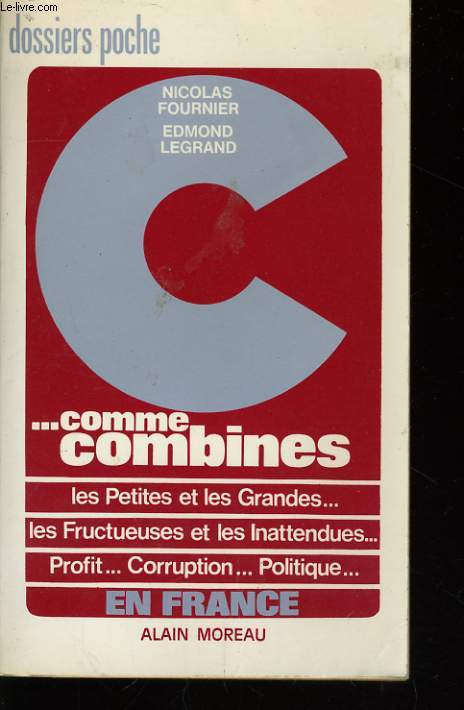 Le-livre.com
dossiers poche
NICOLAS
FOURNIER
EDMOND
LEGRAND
C
...comme
combines
les Petites et les Grandes...
les Fructueuses et les Inattendues...
Profit... Corruption... Politique...
EN FRANCE
ALAIN MOREAU